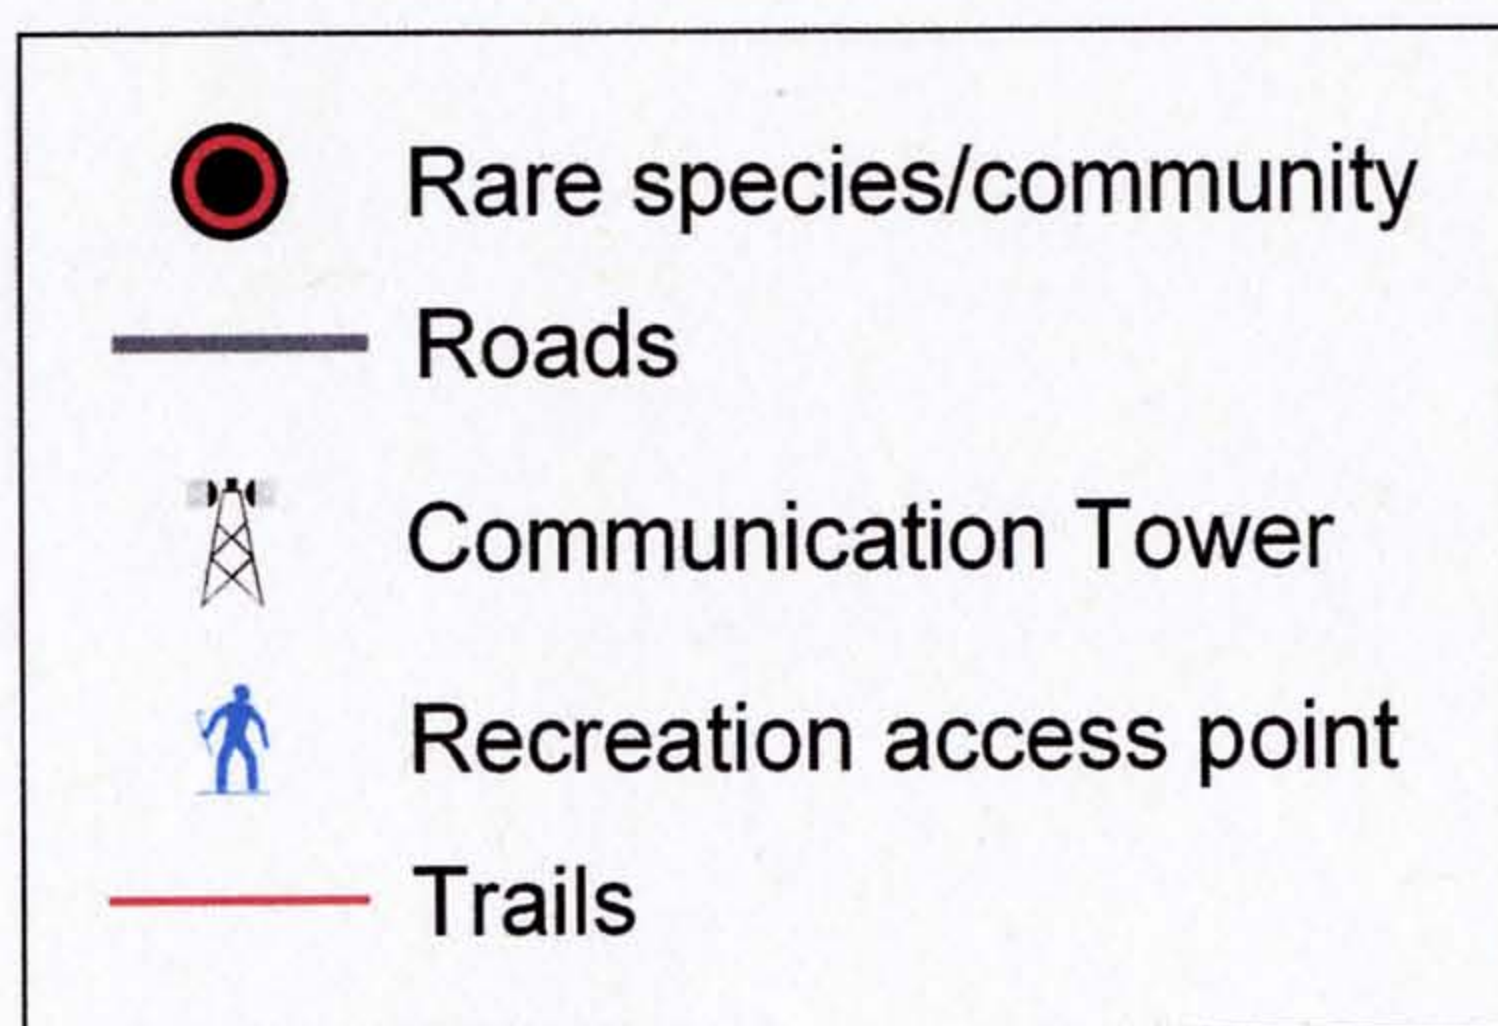 Rare species/community
Roads
Communication Tower
Recreation access point
Trails